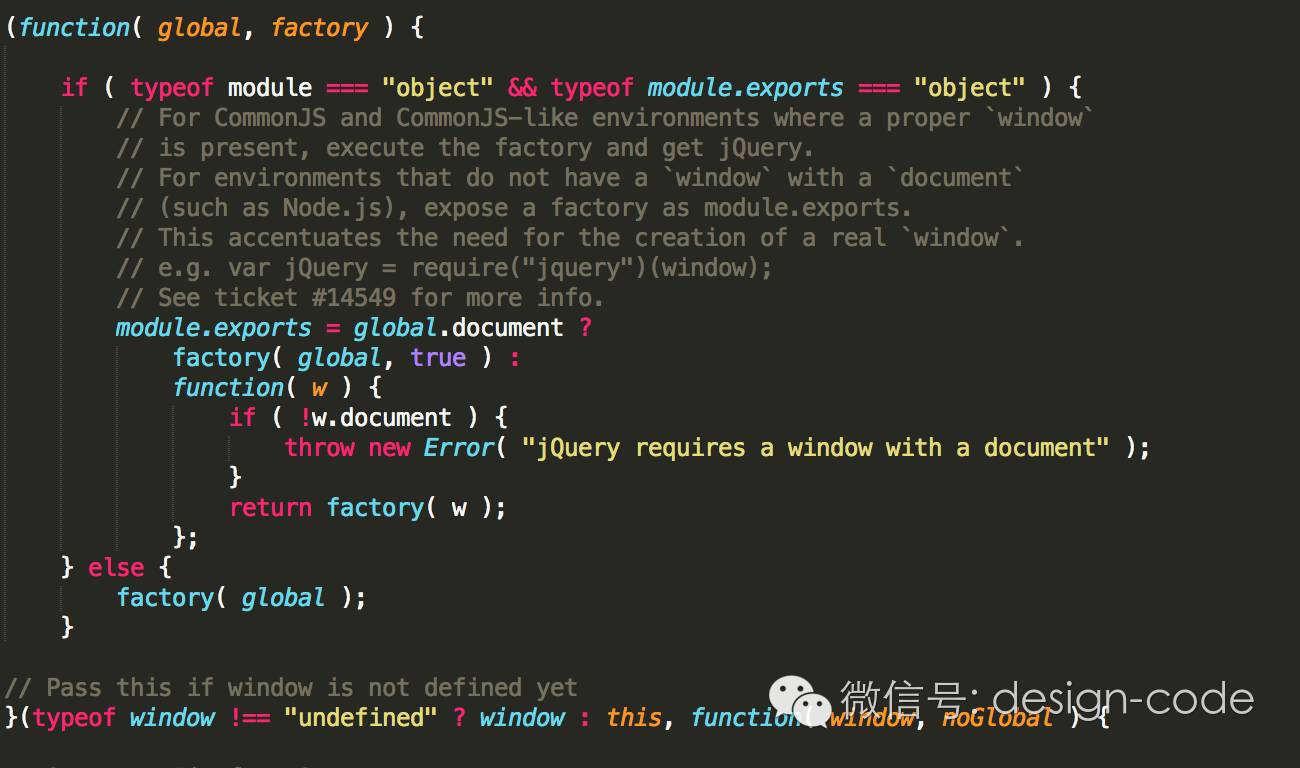 (function( global, factory ) {
if ( typeof module === "object" && typeof module.exports === "object" ) {
// For CommonJS and CommonJS-like environments where a proper `window`
// is present, execute the factory and get jQuery.
// For environments that do not have a `window` with a `document`
// (such as Node.js), expose a factory as module.exports.
// This accentuates the need for the creation of a real `window`.
// e.g. var jQuery = require("jquery")(window);
// See ticket #14549 for more info.
module.exports = global.document ?
factory( global, true ) :
function( w ) {
if ( !w.document ) {
throw new Error( "jQuery requires a window with a document" );
}
return factory( w );
};
} else {
factory( global );
}
// Pass this if window is not defined yet
}(typeof window !== "undefined" ? window : this, function( window, noGlobal ) {
微信号: design-code